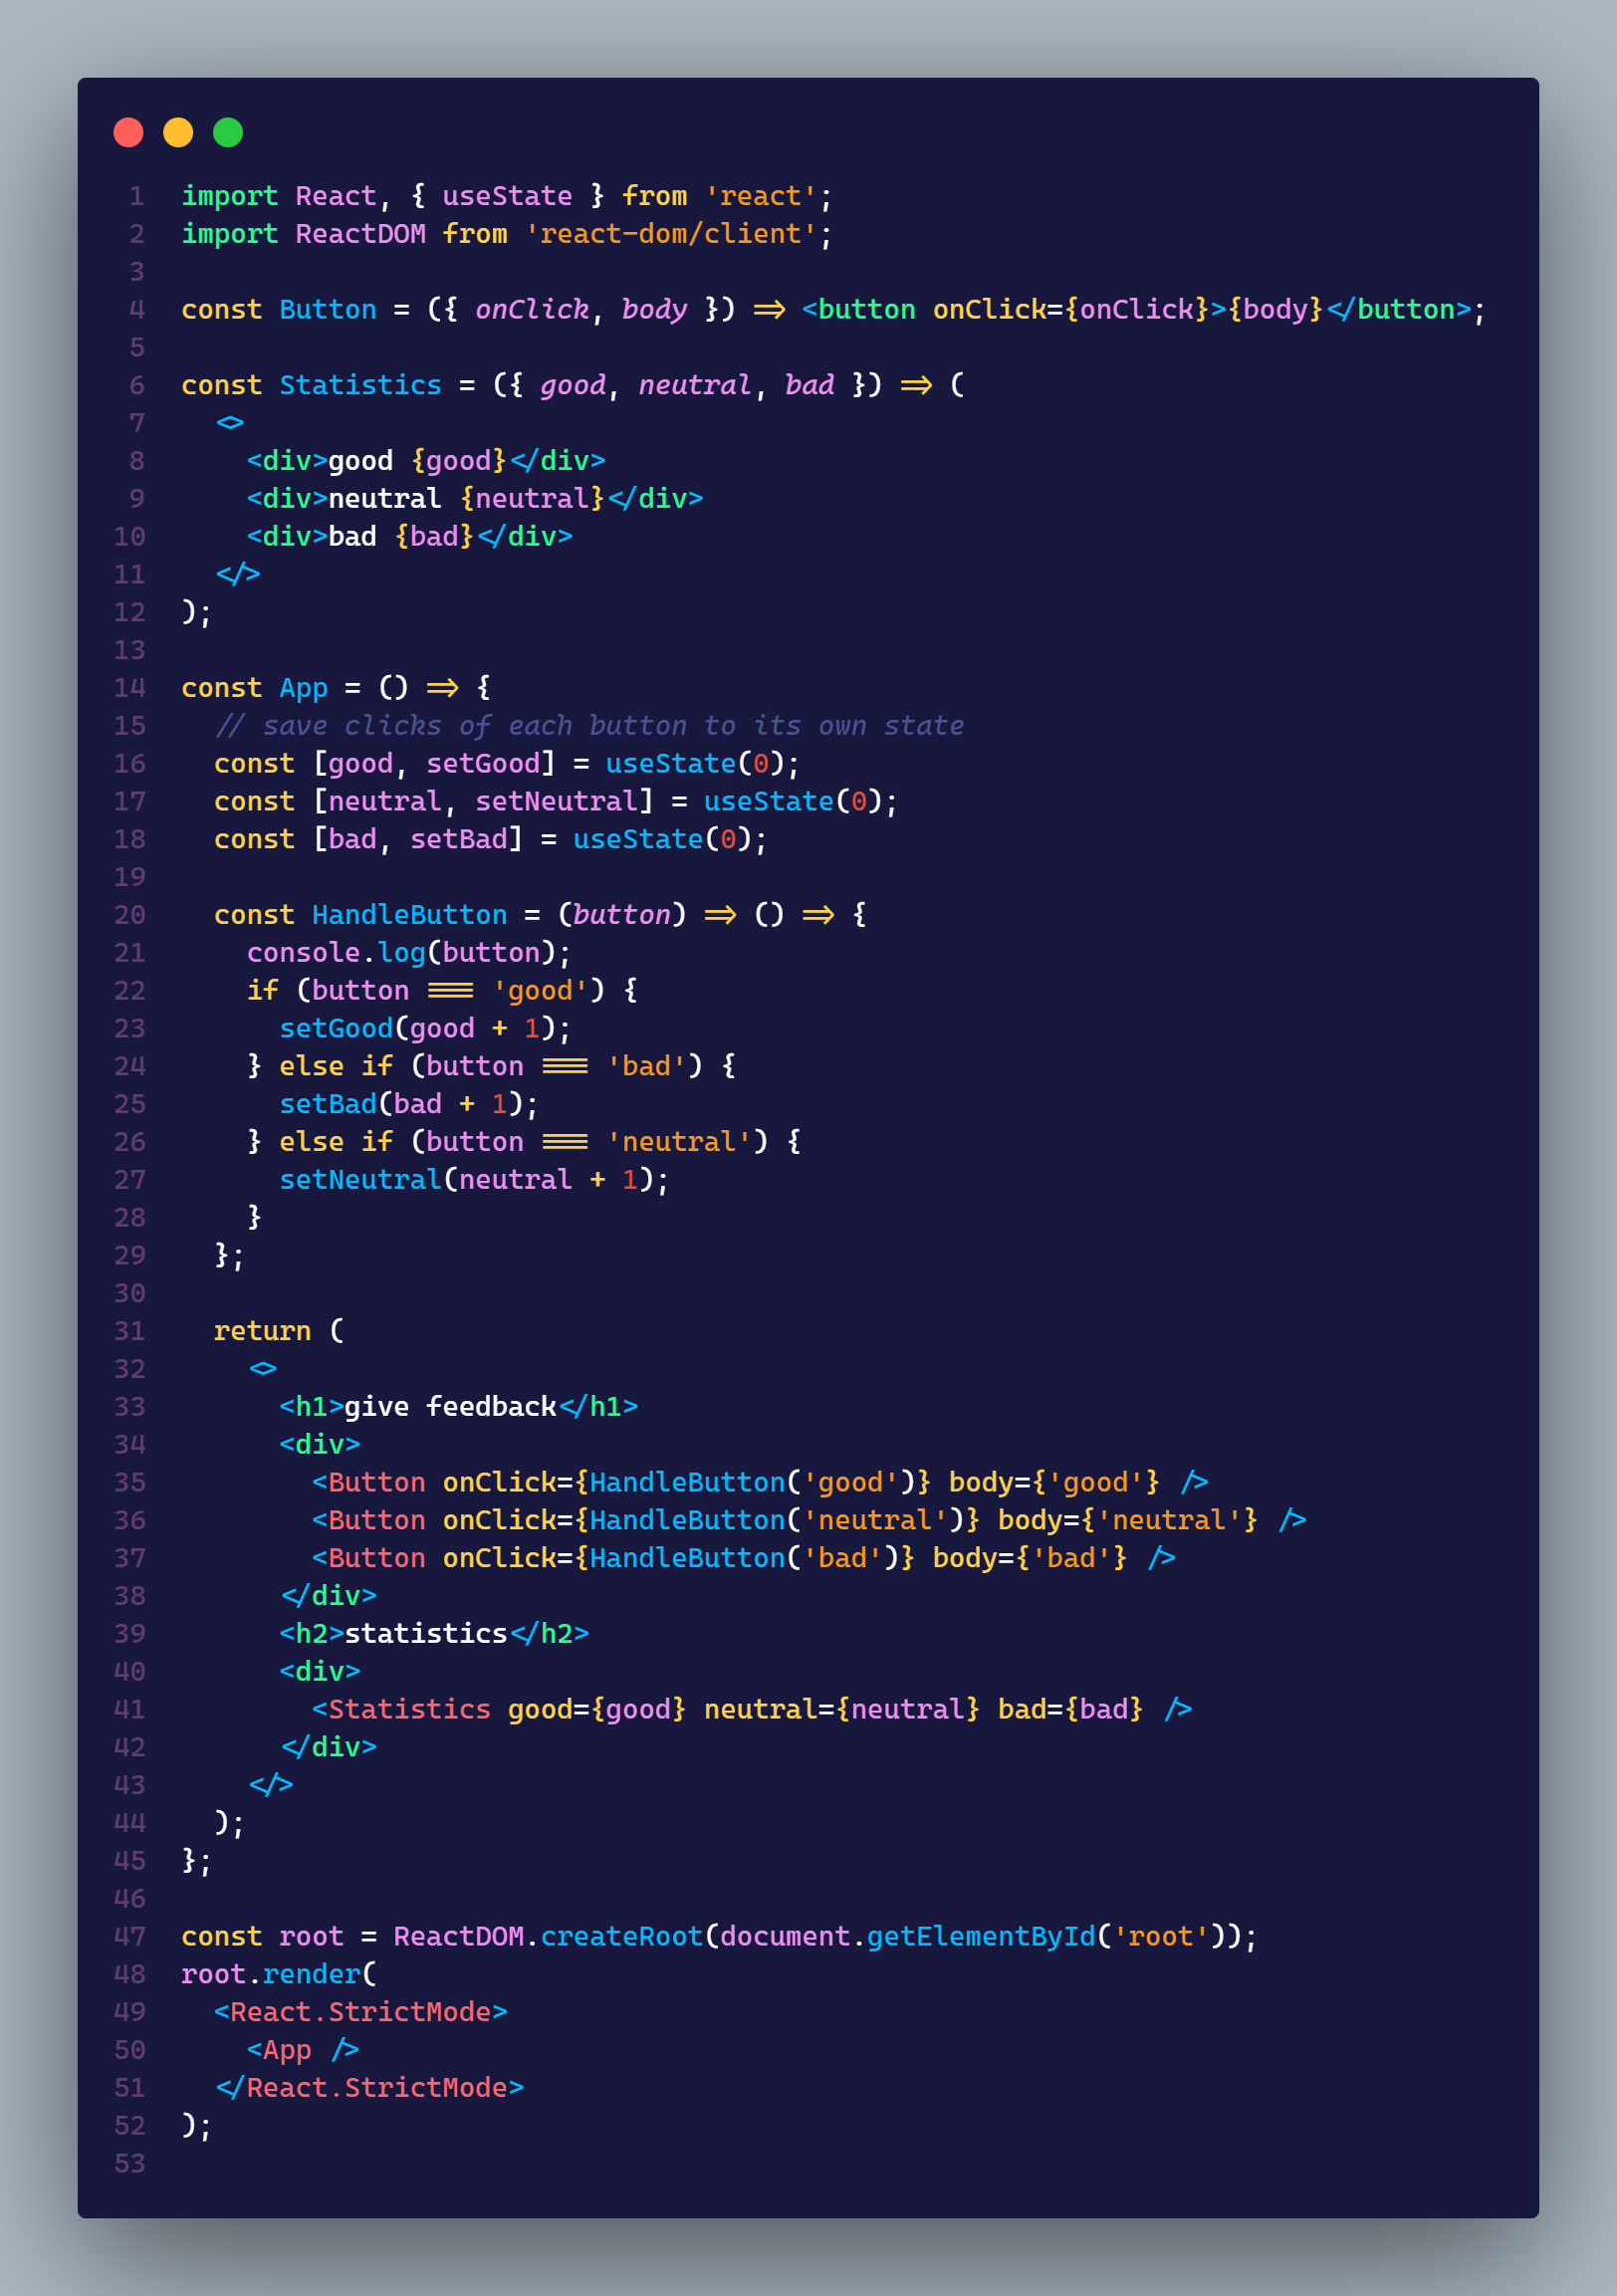 1 import React, { useState } from 'react';
2 import ReactDOM from 'react-dom/client';
3
4 const Button = ({ onClick, body }) => <button onClick={onClick}>{body}</button>;
5
6 const Statistics = ({ good, neutral, bad }) => (
7   <>
8     <div>good {good}</div>
9     <div>neutral {neutral}</div>
10     <div>bad {bad}</div>
11   </>
12 );
13
14 const App = () => {
15   // save clicks of each button to its own state
16   const [good, setGood] = useState(0);
17   const [neutral, setNeutral] = useState(0);
18   const [bad, setBad] = useState(0);
19
20   const HandleButton = (button) => () => {
21     console.log(button);
22     if (button === 'good') {
23       setGood(good + 1);
24     } else if (button === 'bad') {
25       setBad(bad + 1);
26     } else if (button === 'neutral') {
27       setNeutral(neutral + 1);
28     }
29   };
30
31   return (
32     <>
33       <h1>give feedback</h1>
34       <div>
35         <Button onClick={HandleButton('good')} body={'good'} />
36         <Button onClick={HandleButton('neutral')} body={'neutral'} />
37         <Button onClick={HandleButton('bad')} body={'bad'} />
38       </div>
39       <h2>statistics</h2>
40       <div>
41         <Statistics good={good} neutral={neutral} bad={bad} />
42       </div>
43     </>
44   );
45 };
46
47 const root = ReactDOM.createRoot(document.getElementById('root'));
48 root.render(
49   <React.StrictMode>
50     <App />
51   </React.StrictMode>
52 );
53